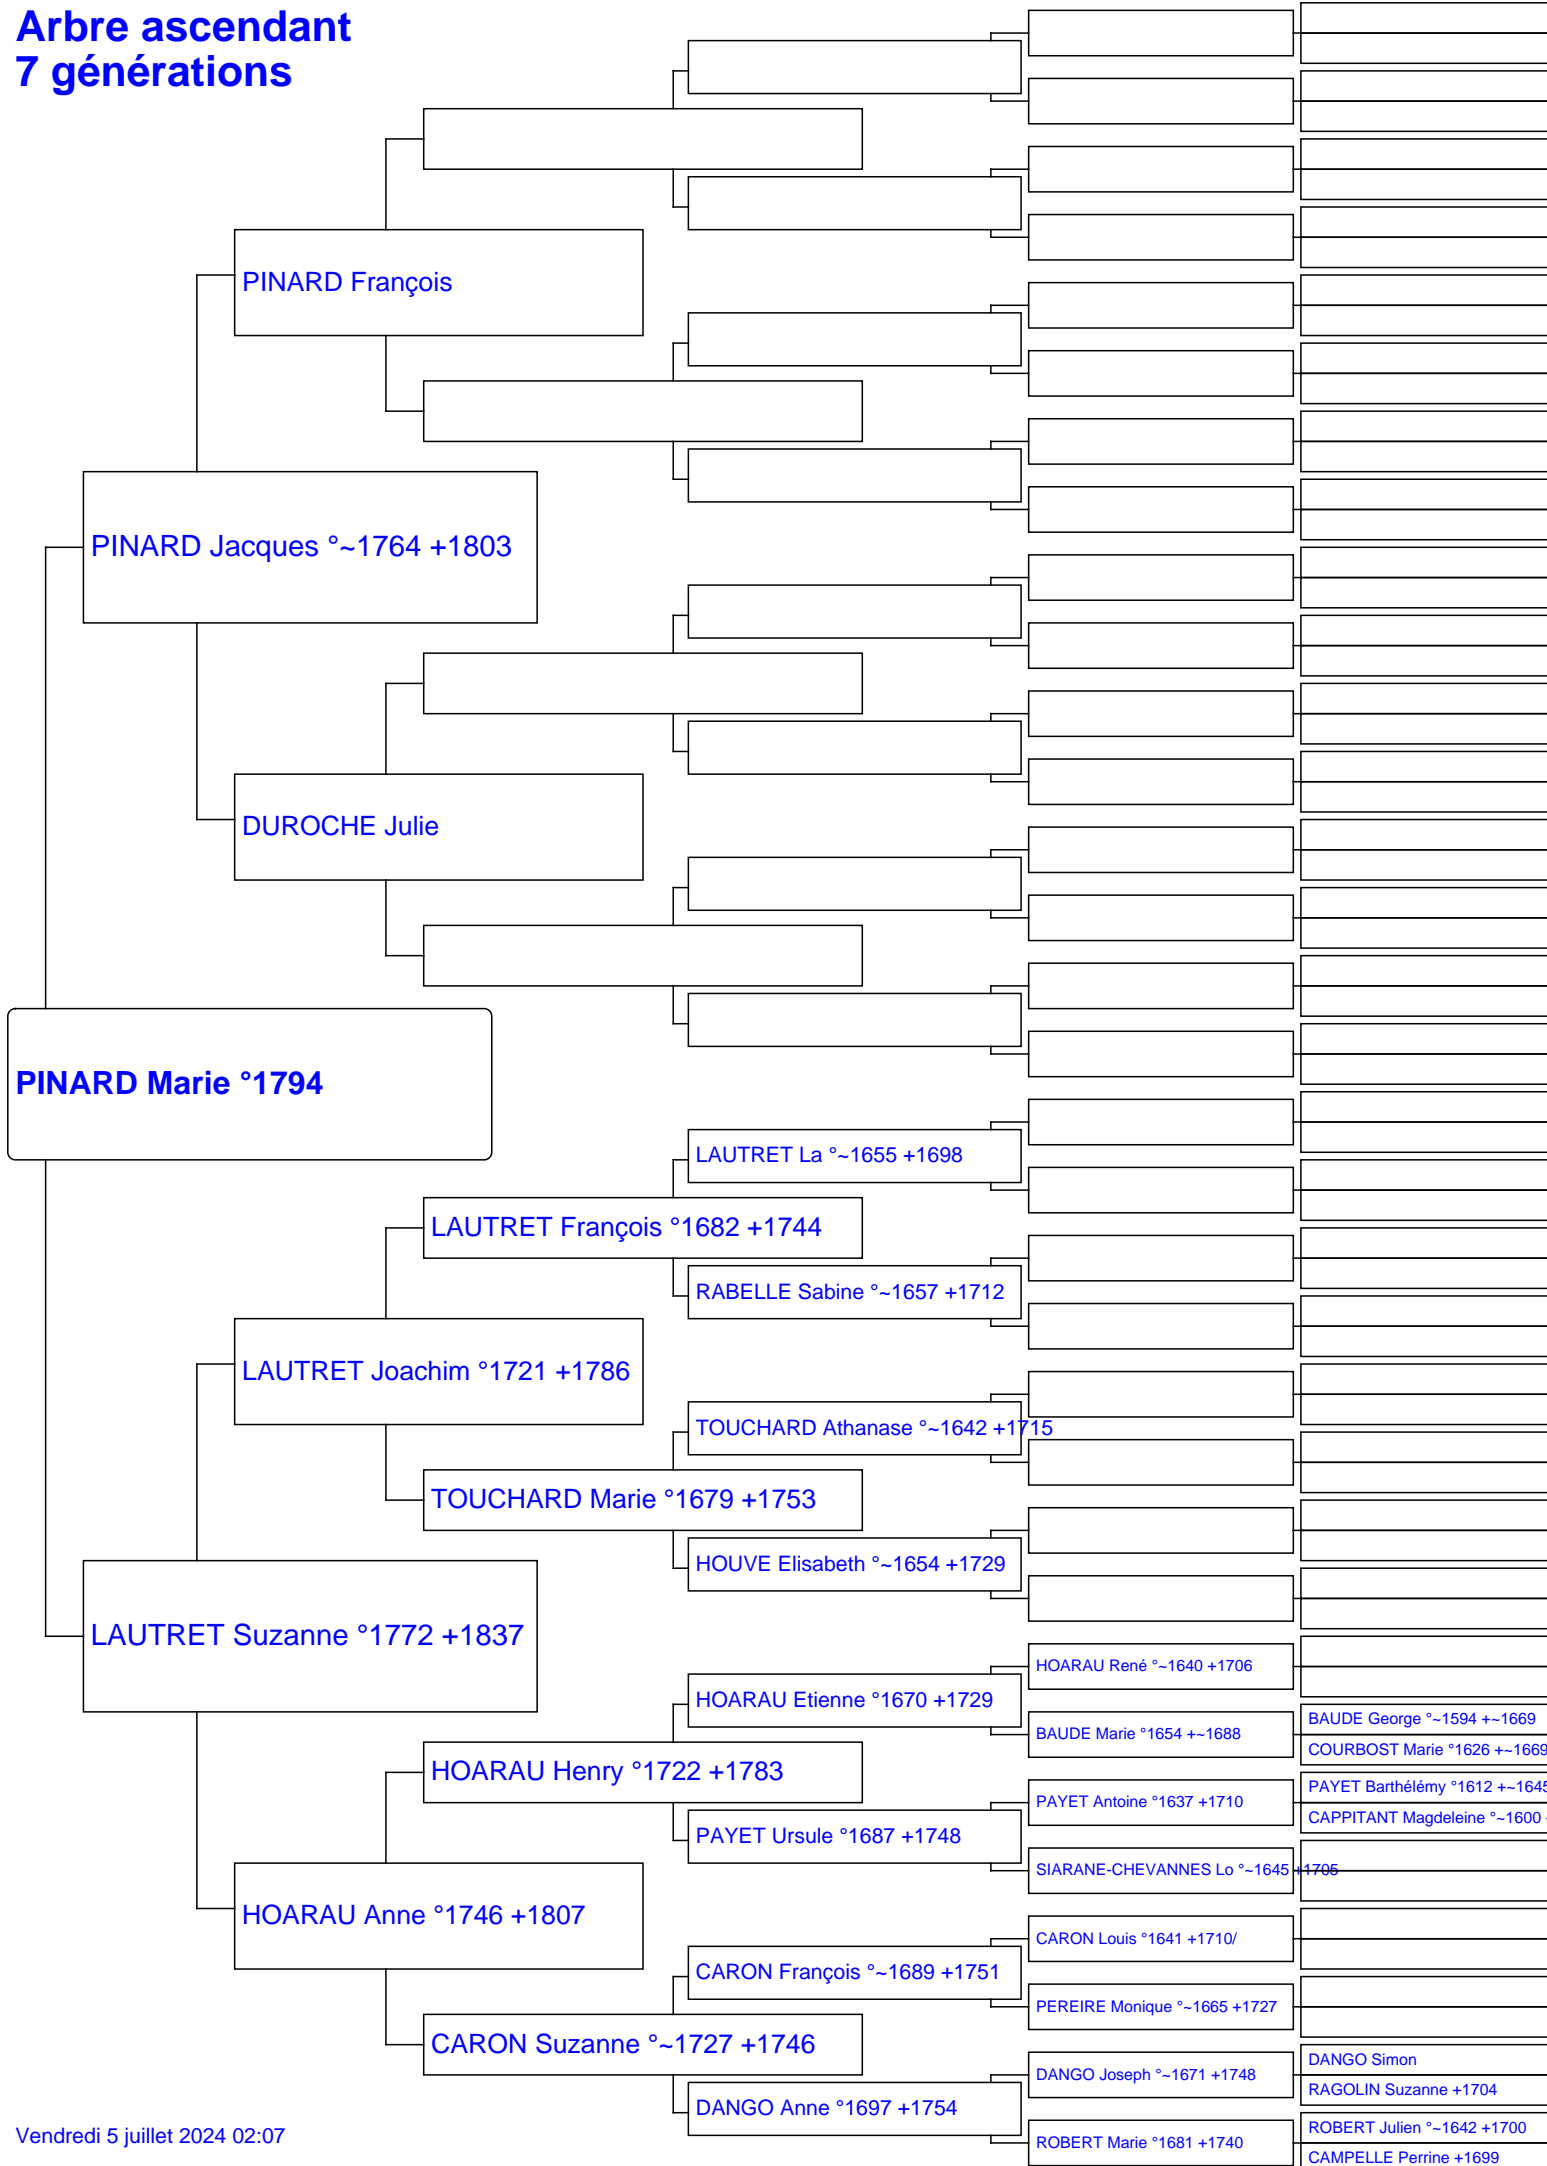 Arbre ascendant
7 générations
PINARD François
PINARD Jacques °~1764 +1803
DUROCHE Julie
PINARD Marie °1794
LAUTRET La °~1655 +1698
LAUTRET François °1682 +1744
RABELLE Sabine °~1657 +1712
LAUTRET Joachim °1721 +1786
TOUCHARD Athanase °~1642 +1715
TOUCHARD Marie °1679 +1753
HOUVE Elisabeth °~1654 +1729
LAUTRET Suzanne °1772 +1837
HOARAU René °~1640 +1706
HOARAU Etienne °1670 +1729
BAUDE George °~1594 +~1669
BAUDE Marie °1654 +~1688
COURBOST Marie °1626 +~1669
HOARAU Henry °1722 +1783
PAYET Barthélémy °1612 +~1645
PAYET Antoine °1637 +1710
CAPPITANT Magdeleine °~1600
PAYET Ursule °1687 +1748
SIARANE-CHEVANNES Lo °~1645 +1705
HOARAU Anne °1746 +1807
CARON Louis °1641 +1710/
CARON François °~1689 +1751
PEREIRE Monique °~1665 +1727
CARON Suzanne °~1727 +1746
DANGO Simon
DANGO Joseph °~1671 +1748
RAGOLIN Suzanne +1704
DANGO Anne °1697 +1754
ROBERT Julien °~1642 +1700
ROBERT Marie °1681 +1740
CAMPELLE Perrine +1699
Vendredi 5 juillet 2024 02:07